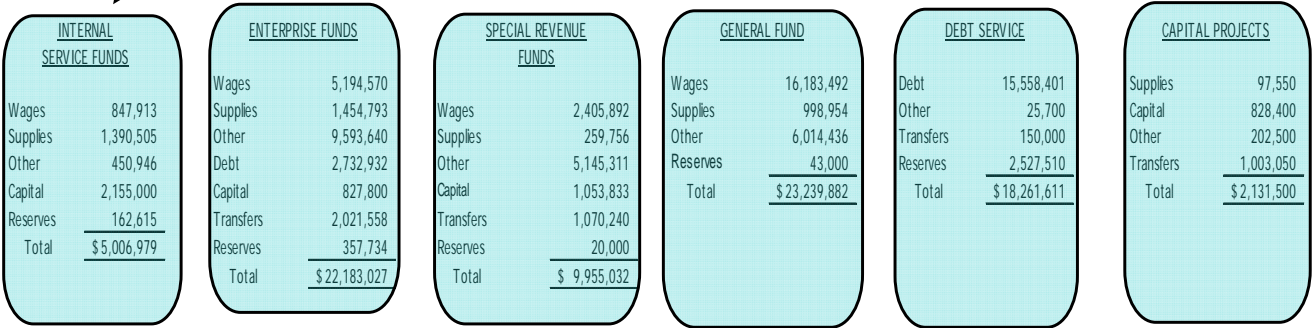 INTERNAL
SERVICE FUNDS
Wages 847,913
Supplies 1,390,505
Other 450,946
Capital 2,155,000
Reserves 162,615
Total $5,006,979
ENTERPRISE FUNDS
Wages 5,194,570
Supplies 1,454,793
Other 9,593,640
Debt 2,732,932
Capital 827,800
Transfers 2,021,558
Reserves 357,734
Total $22,183,027
SPECIAL REVENUE
FUNDS
Wages 2,405,892
Supplies 259,756
Other 5,145,311
Capital 1,053,833
Transfers 1,070,240
Reserves 20,000
Total $ 9,955,032
GENERAL FUND
Wages 16,183,492
Supplies 998,954
Other 6,014,436
Reserves 43,000
Total $23,239,882
DEBT SERVICE
Debt 15,558,401
Other 25,700
Transfers 150,000
Reserves 2,527,510
Total $18,261,611
CAPITAL PROJECTS
Supplies 97,550
Capital 828,400
Other 202,500
Transfers 1,003,050
Total $2,131,500